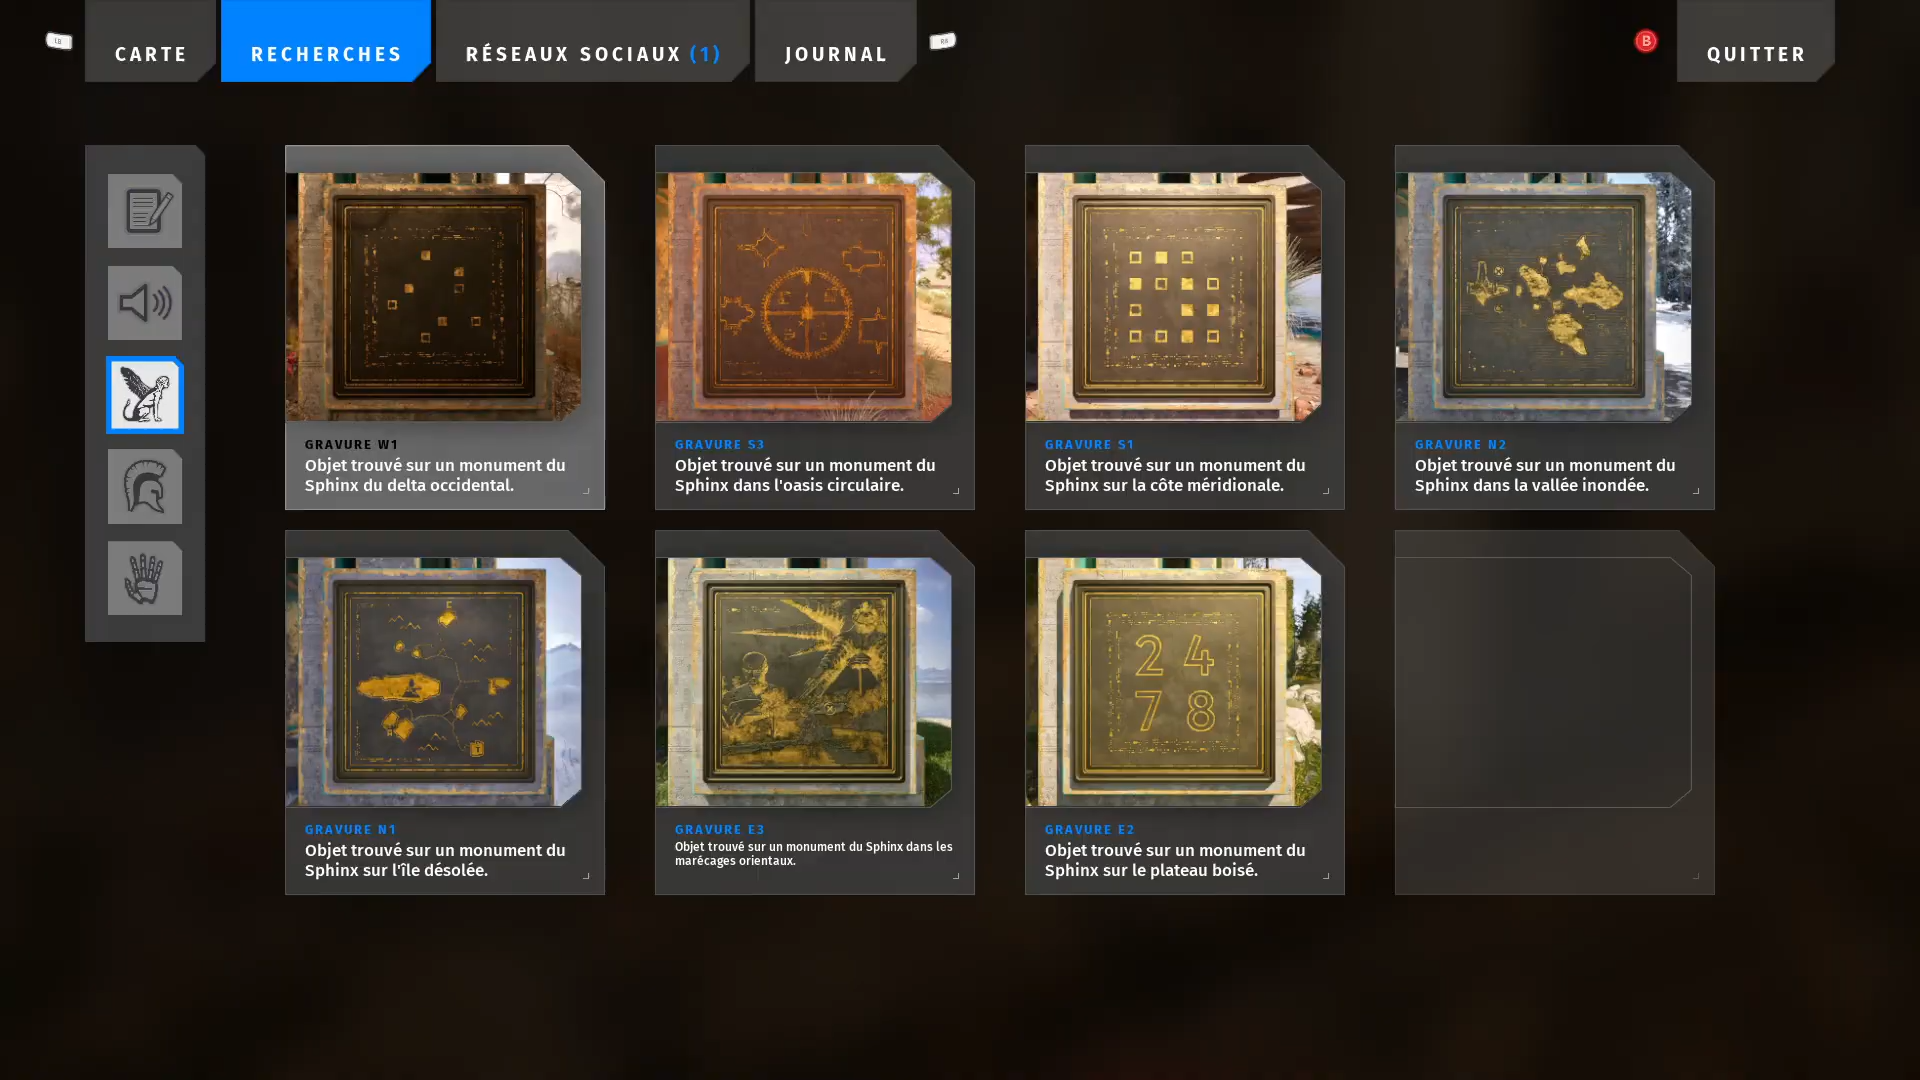 LB
CARTE
RECHERCHES
RÉSEAUX SOCIAUX (1)
JOURNAL
RB
B
QUITTER
GRAVURE W1
Objet trouvé sur un monument du
Sphinx du delta occidental.
GRAVURE S3
Objet trouvé sur un monument du
Sphinx dans l'oasis circulaire.
GRAVURE S1
Objet trouvé sur un monument du
Sphinx sur la côte méridionale.
GRAVURE N2
Objet trouvé sur un monument du
Sphinx dans la vallée inondée.
2 4
7 8
GRAVURE N1
Objet trouvé sur un monument du
Sphinx sur l'île désolée.
GRAVURE E3
Objet trouvé sur un monument du Sphinx dans les
marécages orientaux.
GRAVURE E2
Objet trouvé sur un monument du
Sphinx sur le plateau boisé.